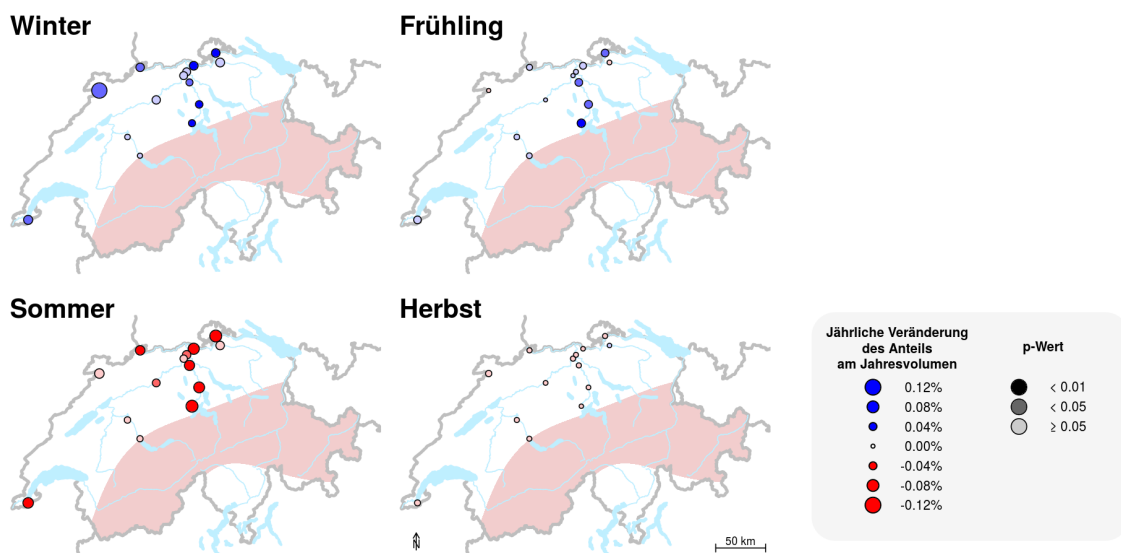 Winter
Frühling
Sommer
Herbst
Jährliche Veränderung
des Anteils
am Jahresvolumen
p-Wert
0.12%
0.08%
0.04%
0.00%
-0.04%
-0.08%
-0.12%
< 0.01
< 0.05
≥ 0.05
N
50 km